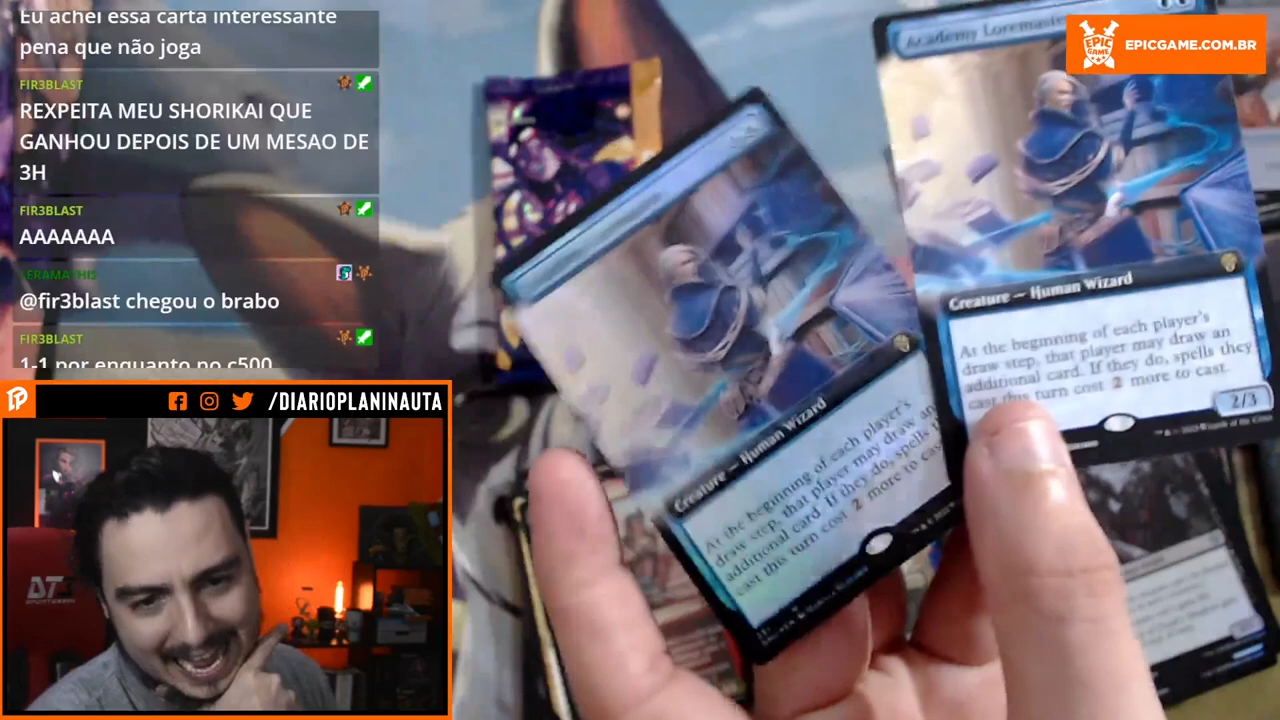 Eu achei essa carta interessante
pena que não joga
FIR3BLAST
REXPEITA MEU SHORIKAI QUE
GANHOU DEPOIS DE UM MESAO DE
3H
FIR3BLAST
AAAAAAA
@fir3blast chegou o brabo
FIR3BLAST
1-1 por enquanto no c500
/DIARIOPLANINAUTA
EPIC GAME
EPICGAME.COM.BR
Academy Loremaster
Creature — Human Wizard
At the beginning of each player's
draw step, that player may draw an
additional card. If they do, spells they
cast this turn cost 2 more to cast.
2/3
Creature — Human Wizard
At the beginning of each player's
draw step, that player may draw an
additional card. If they do, spells
cast this turn cost 2 more to